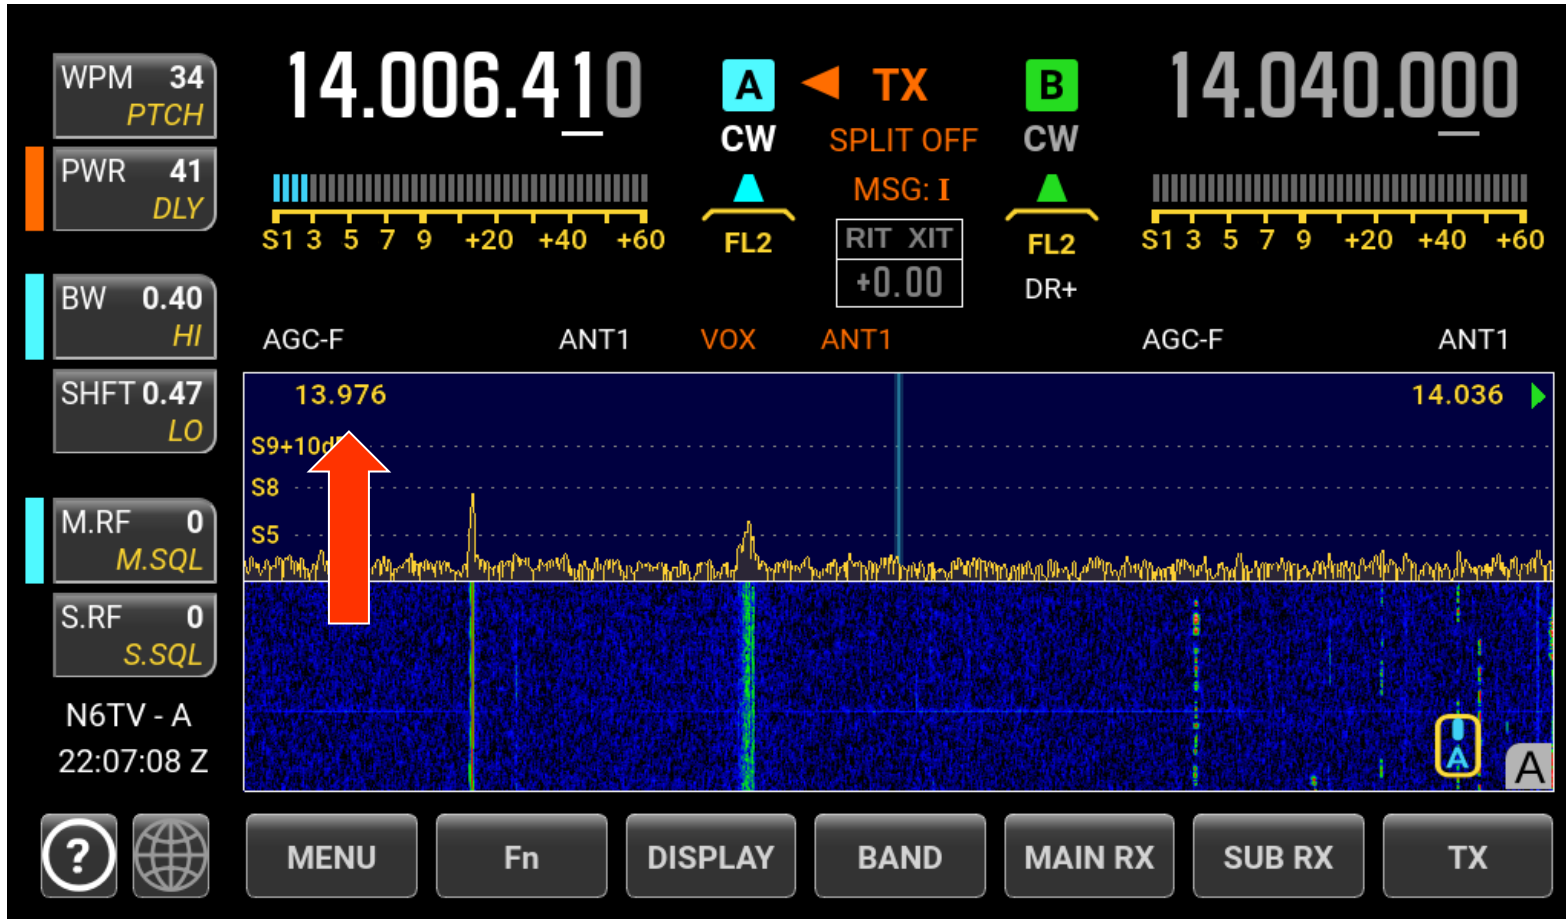 WPM 34
PTCH
PWR 41
DLY
BW 0.40
HI
SHFT 0.47
LO
M.RF 0
M.SQL
S.RF 0
S.SQL
N6TV - A
22:07:08 Z
14.006.410
A TX B
14.040.000
CW SPLIT OFF CW
MSG: I
S1 3 5 7 9 +20 +40 +60
FL2
RIT XIT
+0.00
FL2
DR+
S1 3 5 7 9 +20 +40 +60
AGC-F ANT1 VOX ANT1 AGC-F ANT1
13.976 14.036
S9+10d
S8
S5
A
A
?
MENU Fn DISPLAY BAND MAIN RX SUB RX TX